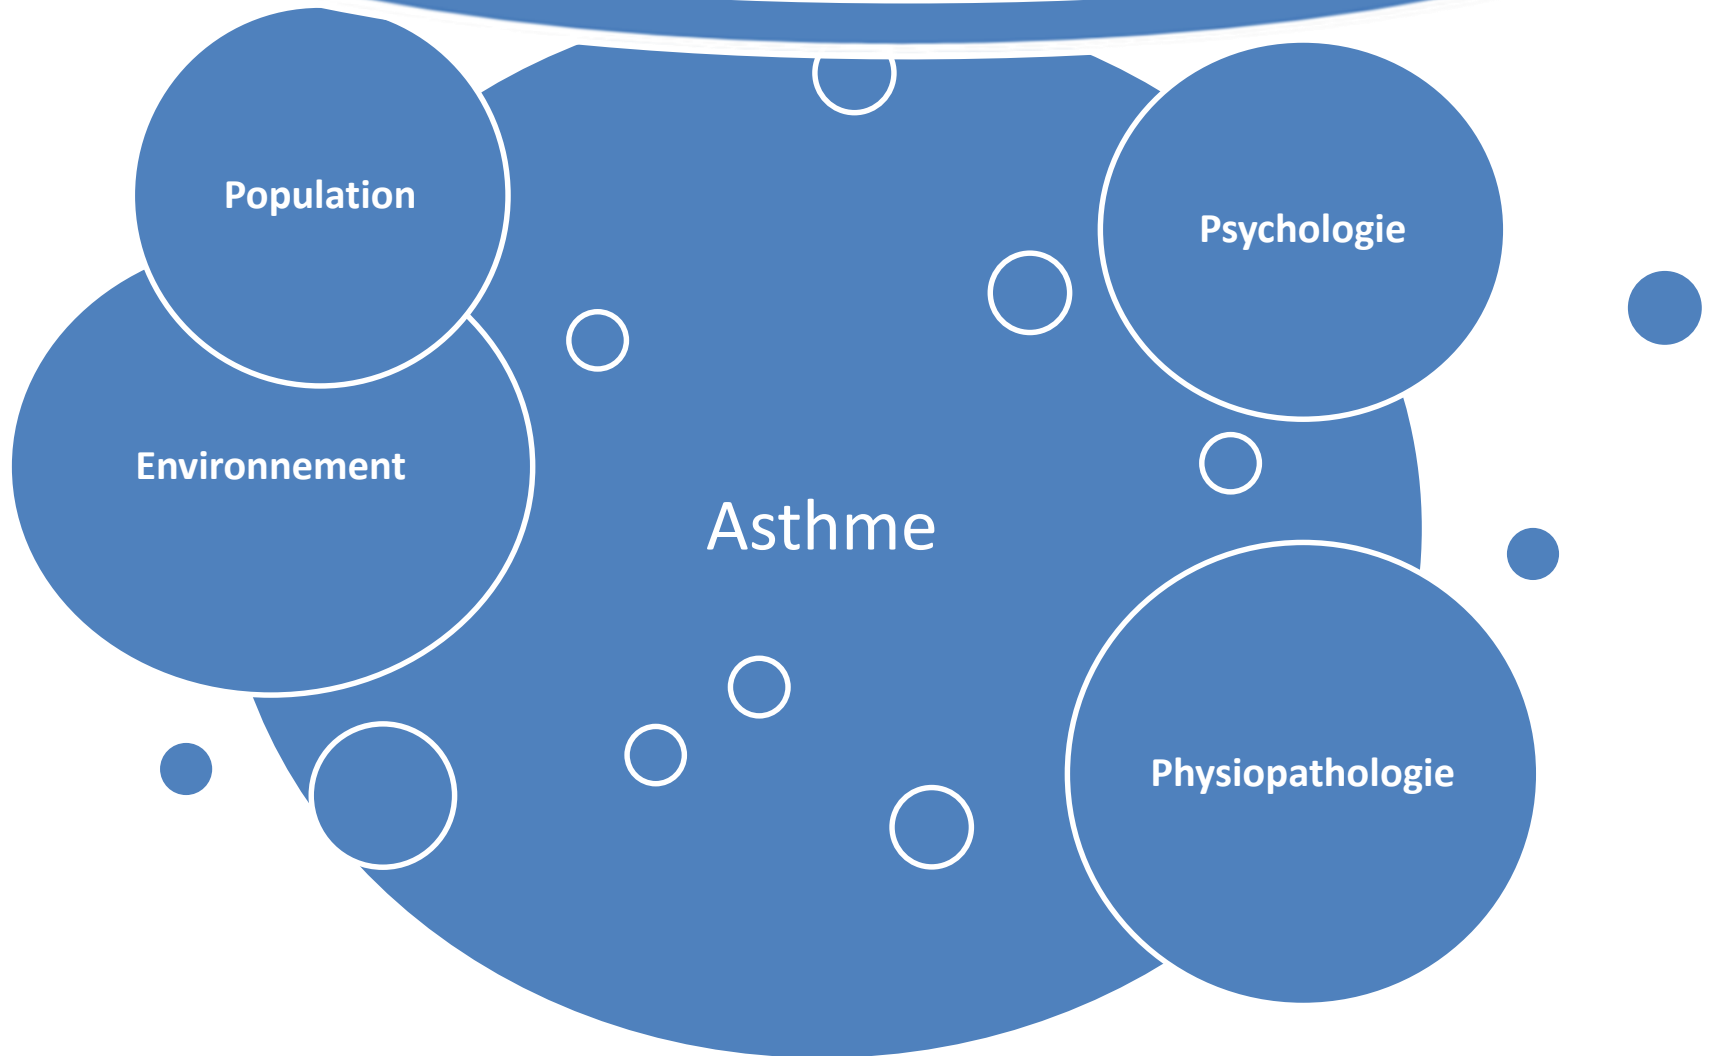 Population
Psychologie
Environnement
Asthme
Physiopathologie